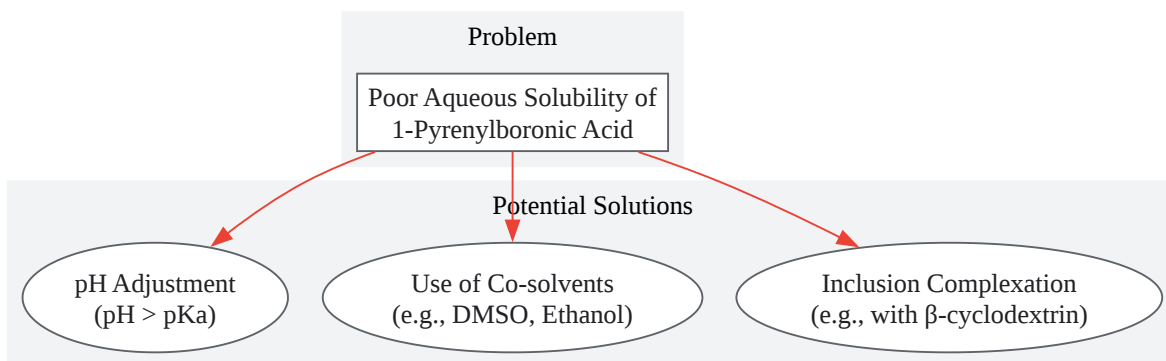 Problem
Poor Aqueous Solubility of
1-Pyrenylboronic Acid
Potential Solutions
pH Adjustment
(pH > pKa)
Use of Co-solvents
(e.g., DMSO, Ethanol)
Inclusion Complexation
(e.g., with β-cyclodextrin)